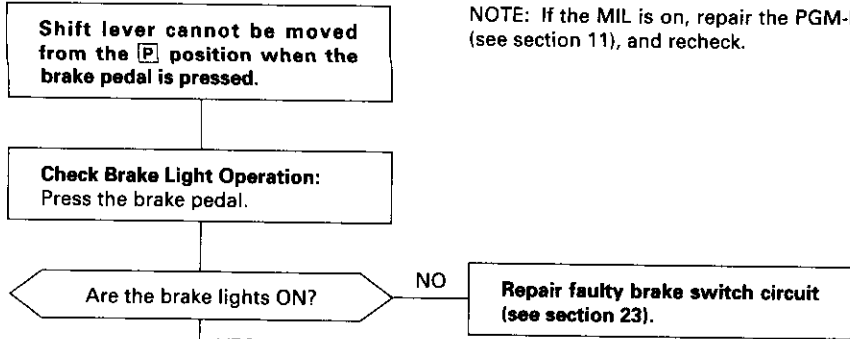 Shift lever cannot be moved
from the P position when the
brake pedal is pressed.
NOTE: If the MIL is on, repair the PGM-
(see section 11), and recheck.
Check Brake Light Operation:
Press the brake pedal.
Are the brake lights ON?
NO
Repair faulty brake switch circuit
(see section 23).